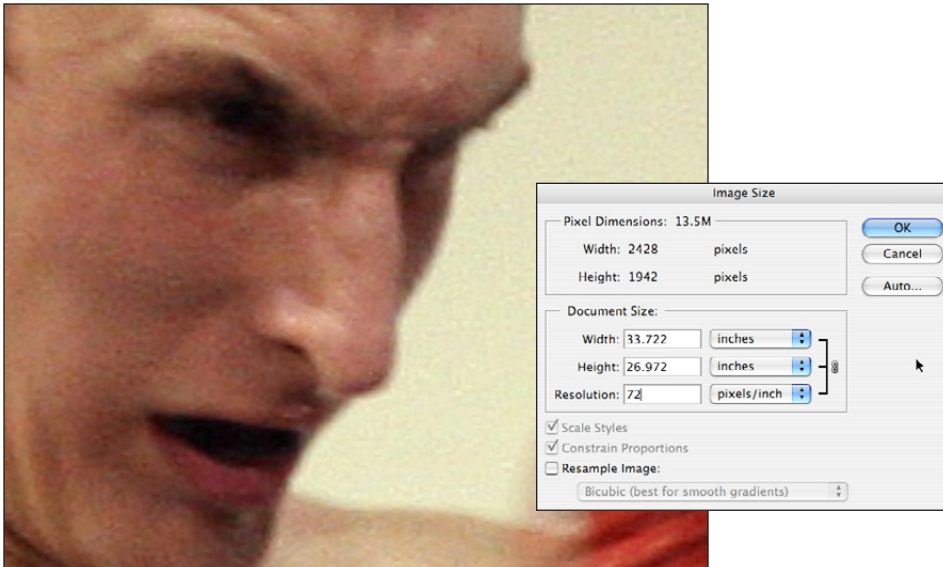 Image Size
Pixel Dimensions: 13.5M
Width: 2428 pixels
Height: 1942 pixels
OK
Cancel
Auto...
Document Size:
Width: 33.722 inches
Height: 26.972 inches
Resolution: 72 pixels/inch
Scale Styles
Constrain Proportions
Resample Image:
Bicubic (best for smooth gradients)